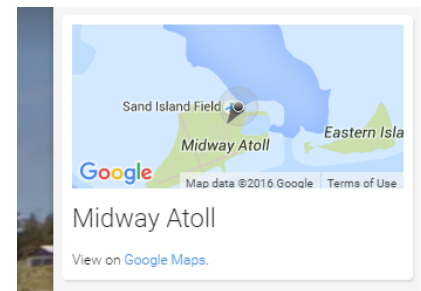 Sand Island Field
Midway Atoll
Eastern Isla
Google
Map data ©2016 Google Terms of Use
Midway Atoll
View on Google Maps.